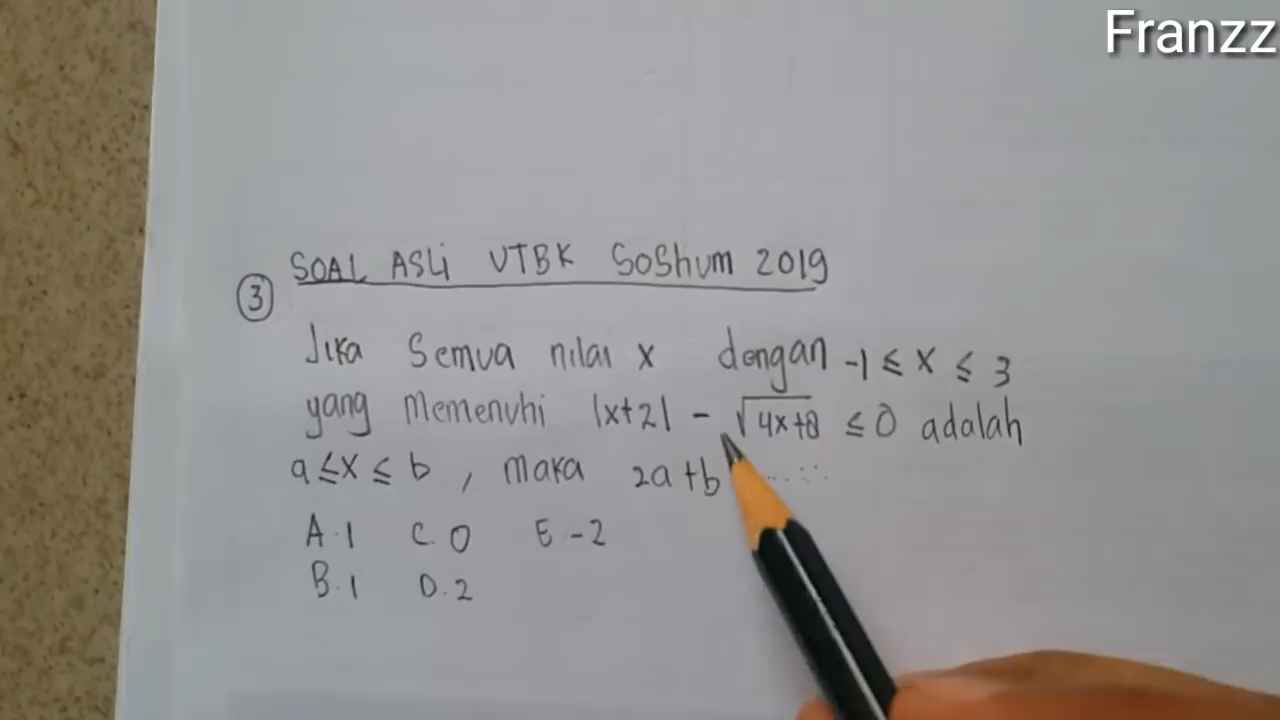 Franzz
SOAL ASLi UTBK SoShum 2019
③
Jika Semua nilai x dengan -1 ≤ x ≤ 3
yang memenuhi |x+2| - √4x+8 ≤ 0 adalah
a ≤ x ≤ b , maka 2a+b .....
A.1 C.0 E.-2
B.1 D.2